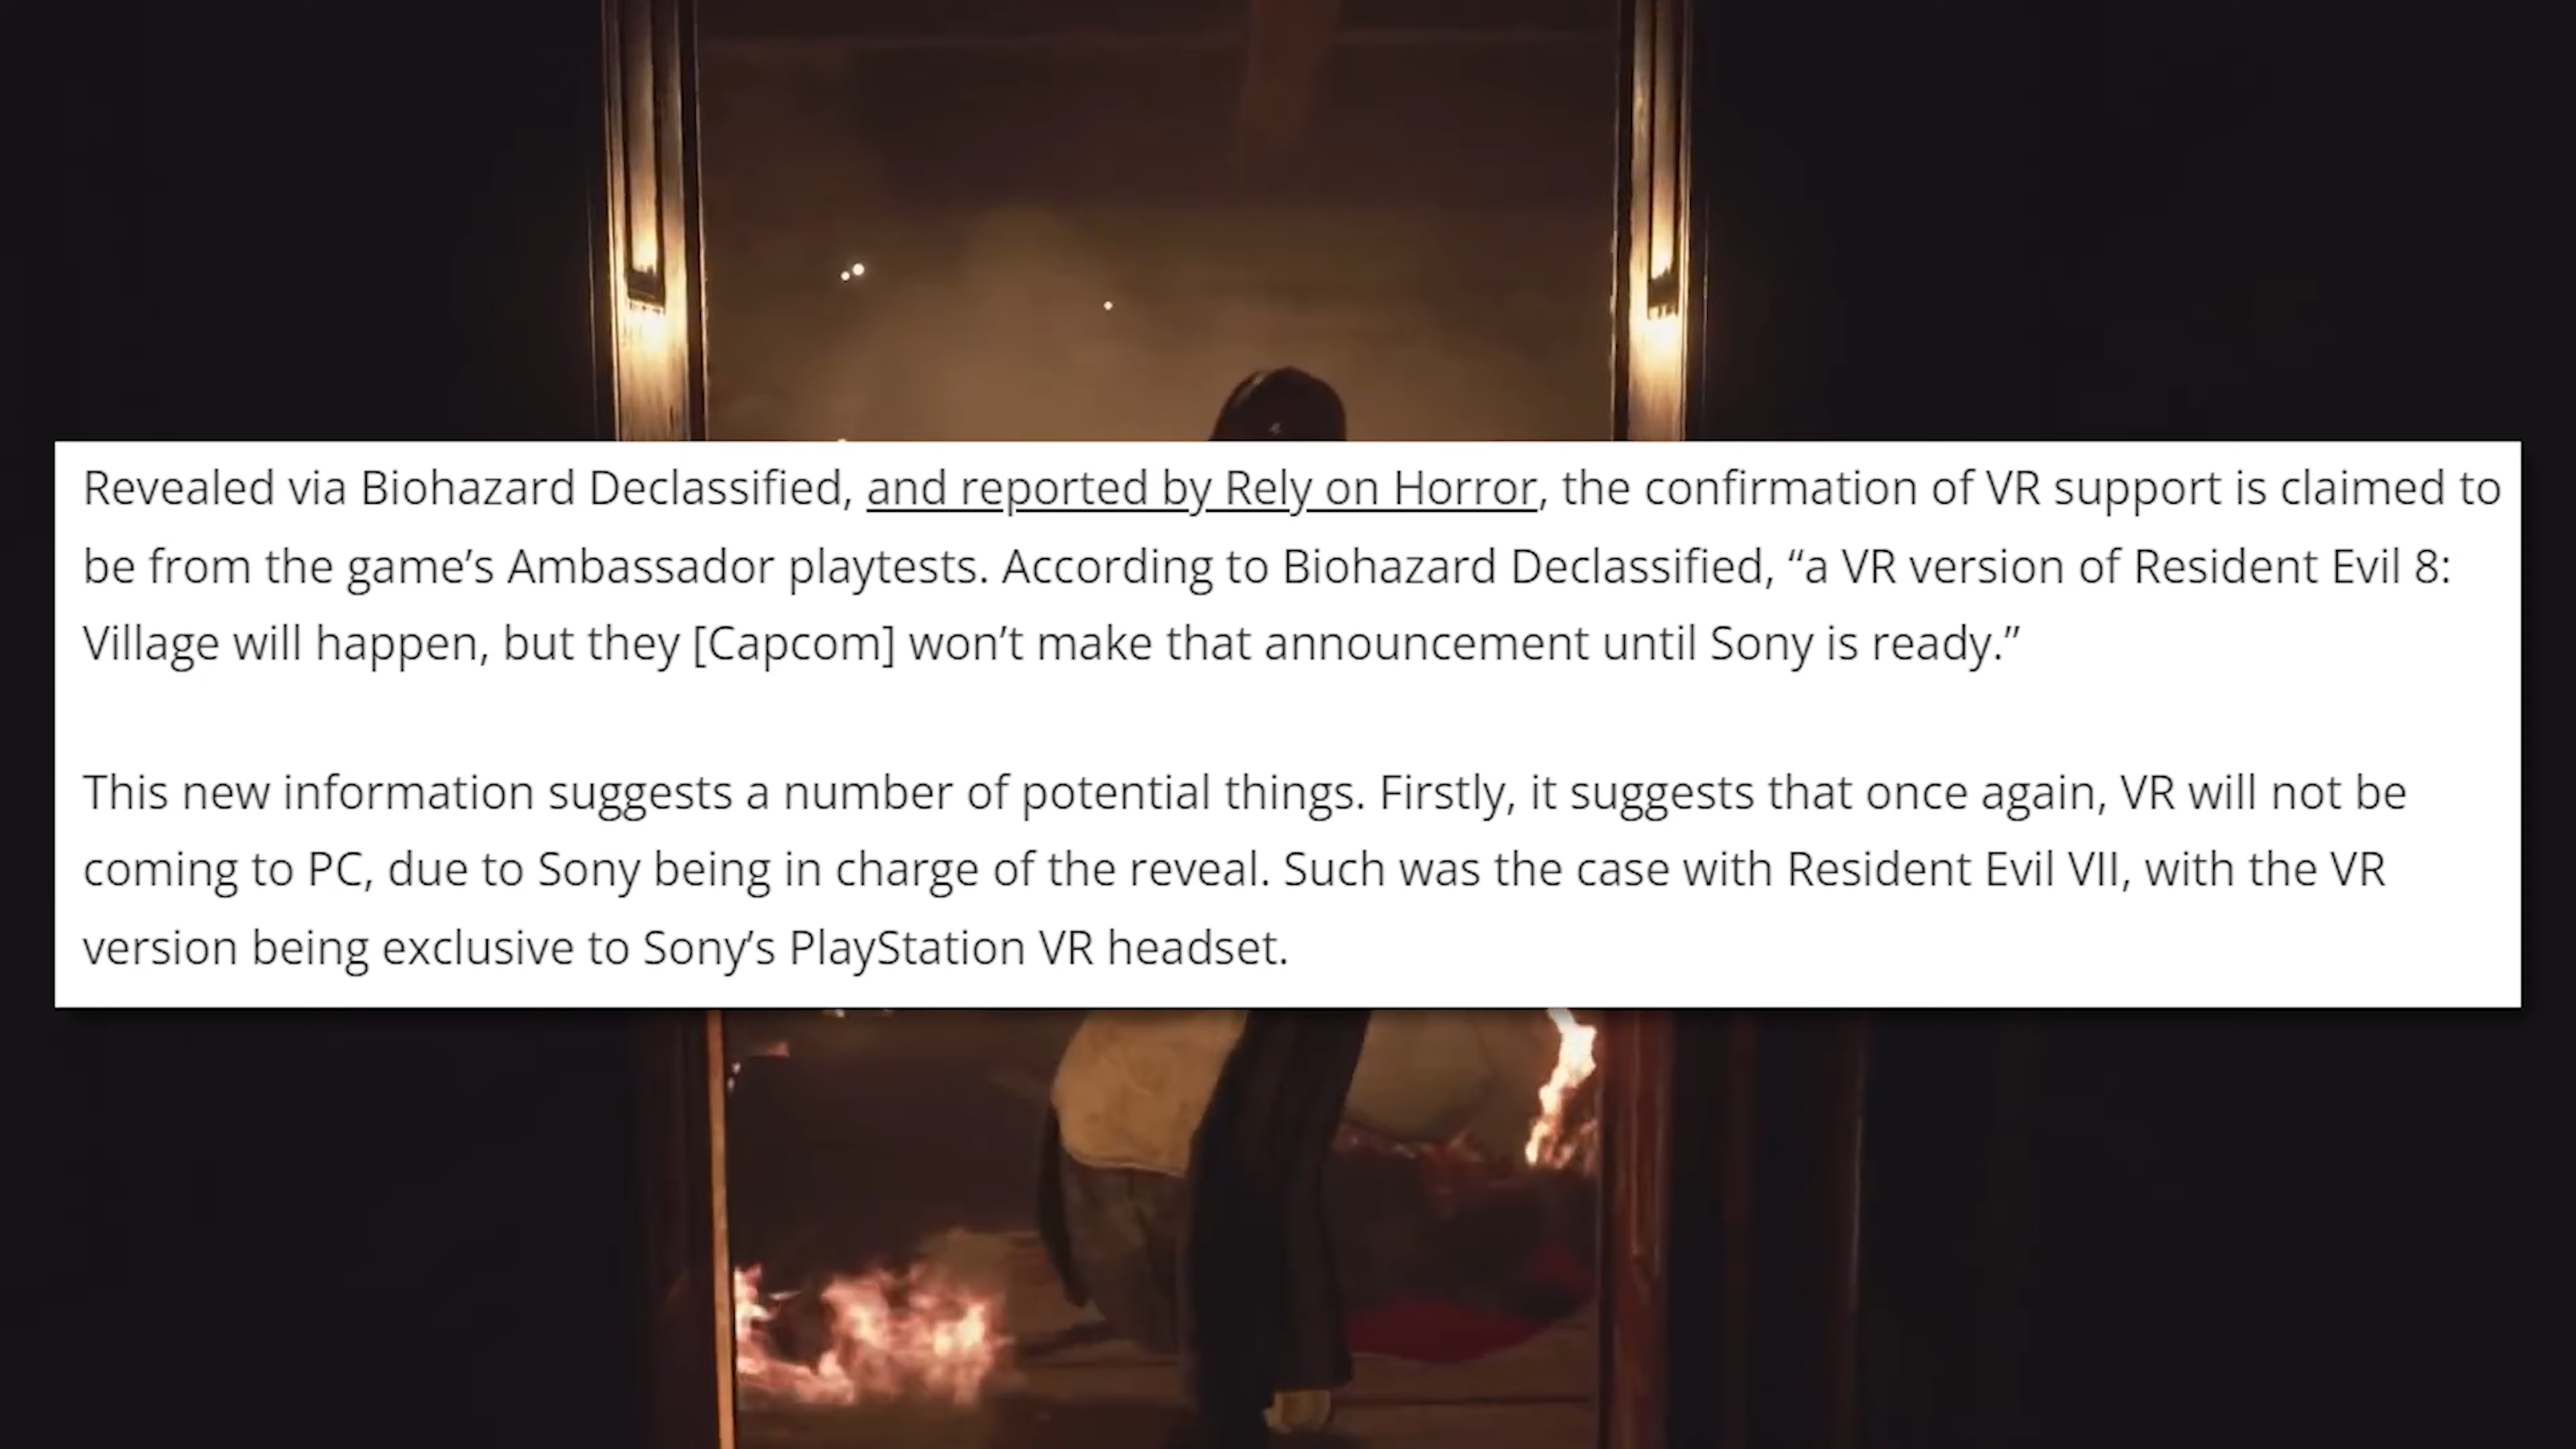 Revealed via Biohazard Declassified, and reported by Rely on Horror, the confirmation of VR support is claimed to
be from the game’s Ambassador playtests. According to Biohazard Declassified, “a VR version of Resident Evil 8:
Village will happen, but they [Capcom] won’t make that announcement until Sony is ready.”
This new information suggests a number of potential things. Firstly, it suggests that once again, VR will not be
coming to PC, due to Sony being in charge of the reveal. Such was the case with Resident Evil VII, with the VR
version being exclusive to Sony’s PlayStation VR headset.